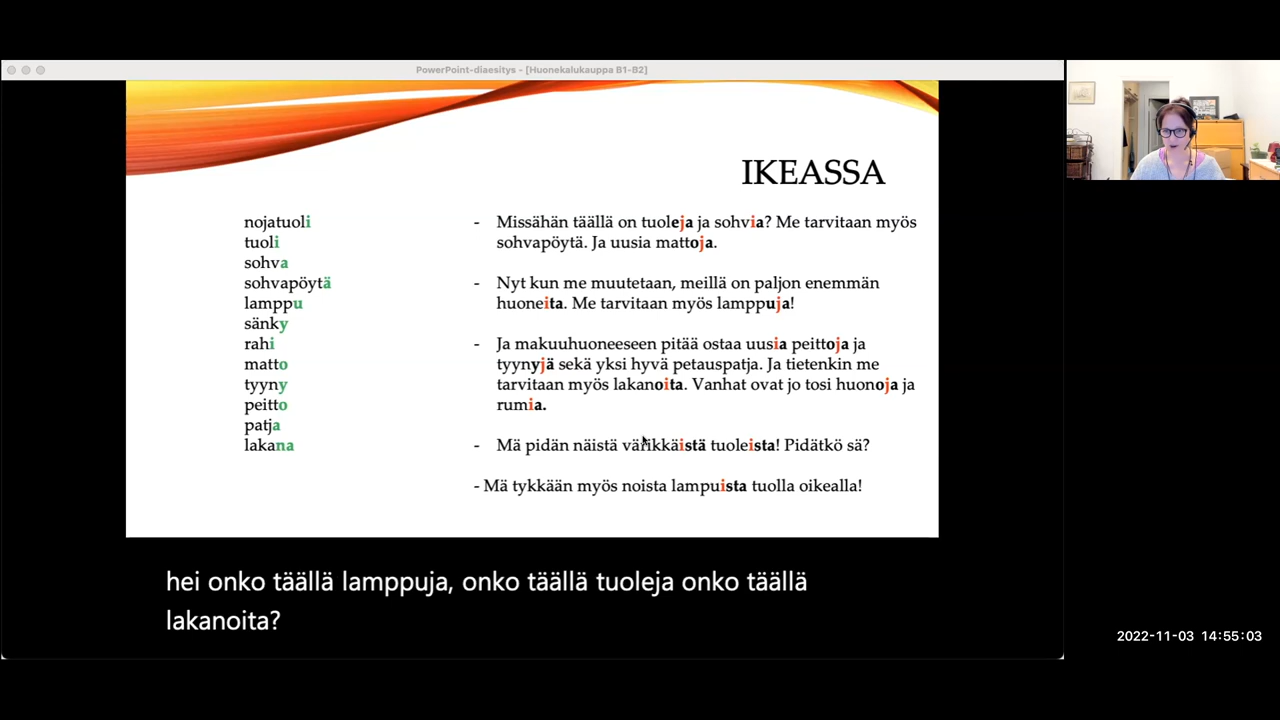 PowerPoint-diaesitys - [Huonekalukauppa B1-B2]
IKEASSA
nojatuoli
tuoli
sohva
sohvapöytä
lamppu
sänky
rahi
matto
tyyny
peitto
patja
lakana
- Missähän täällä on tuoleja ja sohvia? Me tarvitaan myös
sohvapöytä. Ja uusia mattoja.
- Nyt kun me muutetaan, meillä on paljon enemmän
huoneita. Me tarvitaan myös lamppuja!
- Ja makuuhuoneeseen pitää ostaa uusia peittoja ja
tyynyjä sekä yksi hyvä petauspatja. Ja tietenkin me
tarvitaan myös lakanoita. Vanhat ovat jo tosi huonoja ja
rumia.
- Mä pidän näistä värikkäistä tuoleista! Pidätkö sä?
- Mä tykkään myös noista lampuista tuolla oikealla!
hei onko täällä lamppuja, onko täällä tuoleja onko täällä
lakanoita?
2022-11-03 14:55:03